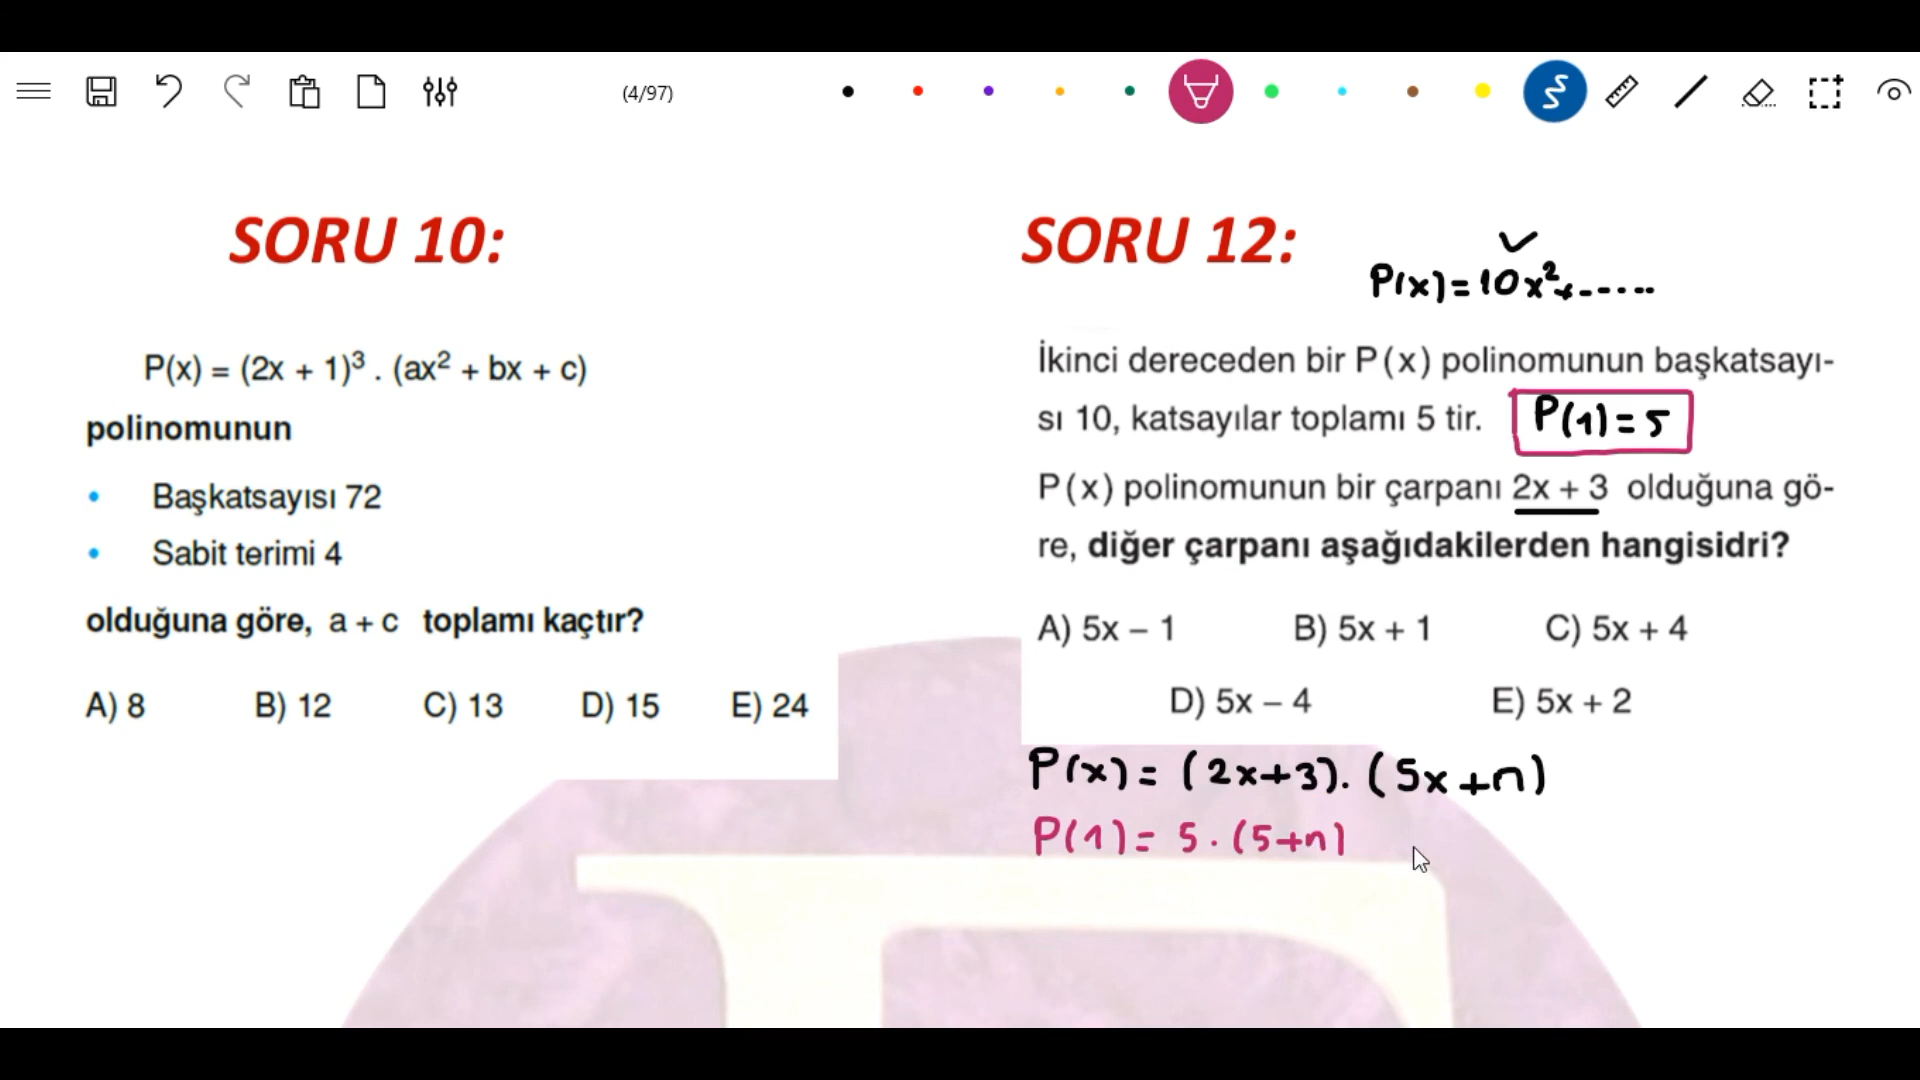 (4/97)
SORU 10:
P(x) = (2x + 1)³ . (ax² + bx + c)
polinomunun
• Başkatsayısı 72
• Sabit terimi 4
olduğuna göre, a + c toplamı kaçtır?
A) 8 B) 12 C) 13 D) 15 E) 24
SORU 12:
P(x) = 10x² + - - - - -
İkinci dereceden bir P(x) polinomunun başkatsayı-
sı 10, katsayılar toplamı 5 tir. P(1) = 5
P(x) polinomunun bir çarpanı 2x + 3 olduğuna gö-
re, diğer çarpanı aşağıdakilerden hangisidri?
A) 5x – 1 B) 5x + 1 C) 5x + 4
D) 5x – 4 E) 5x + 2
P(x) = (2x+3).(5x+n)
P(1) = 5.(5+n)